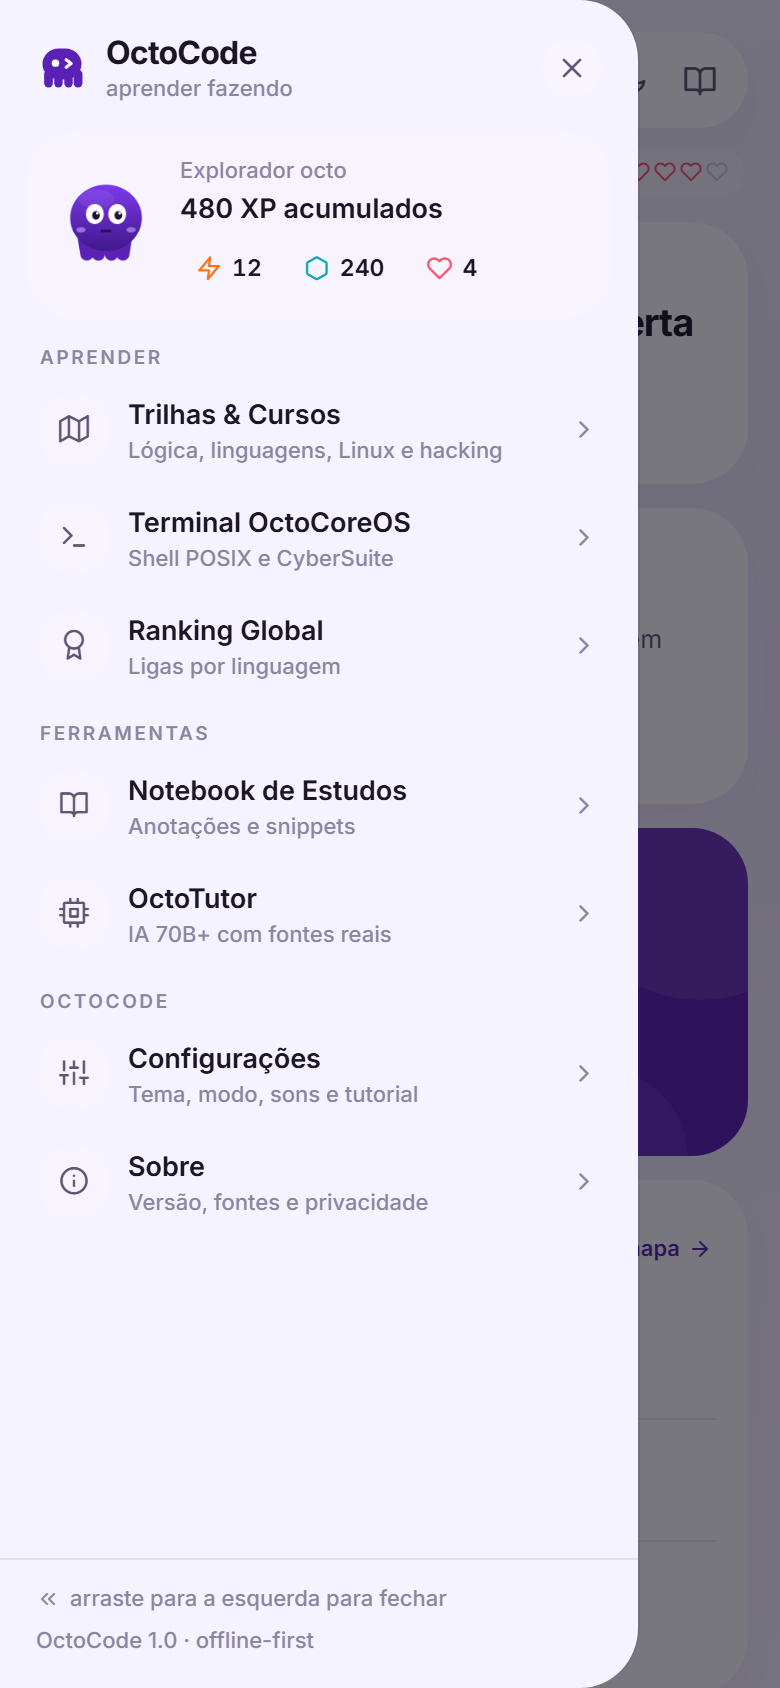 OctoCode
aprender fazendo
Explorador octo
480 XP acumulados
12 240 4
APRENDER
Trilhas & Cursos
Lógica, linguagens, Linux e hacking
Terminal OctoCoreOS
Shell POSIX e CyberSuite
Ranking Global
Ligas por linguagem
FERRAMENTAS
Notebook de Estudos
Anotações e snippets
OctoTutor
IA 70B+ com fontes reais
OCTOCODE
Configurações
Tema, modo, sons e tutorial
Sobre
Versão, fontes e privacidade
arraste para a esquerda para fechar
OctoCode 1.0 · offline-first